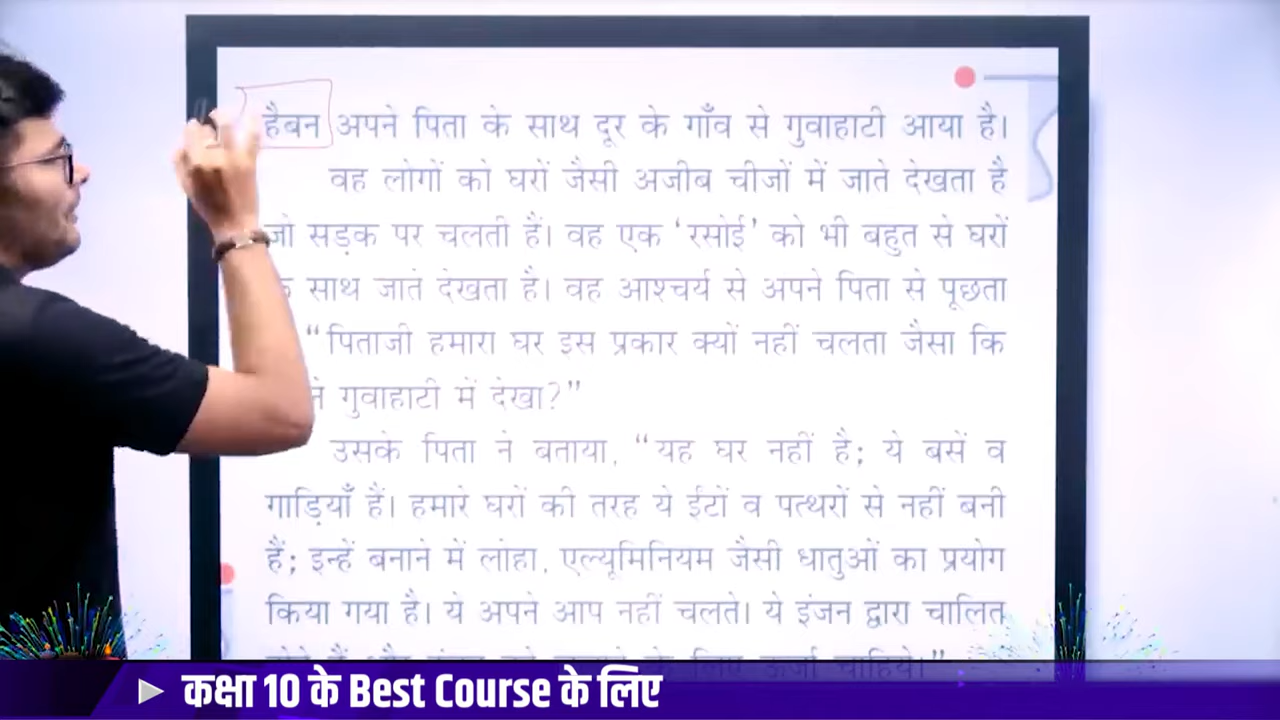 हैबन अपने पिता के साथ दूर के गाँव से गुवाहाटी आया है।
वह लोगों को घरों जैसी अजीब चीजों में जाते देखता है
जो सड़क पर चलती हैं। वह एक ‘रसोई’ को भी बहुत से घरों
साथ जाते देखता है। वह आश्चर्य से अपने पिता से पूछता
“पिताजी हमारा घर इस प्रकार क्यों नहीं चलता जैसा कि
गुवाहाटी में देखा?”
उसके पिता ने बताया, “यह घर नहीं है; ये बसें व
गाड़ियाँ हैं। हमारे घरों की तरह ये ईंटों व पत्थरों से नहीं बनी
हैं; इन्हें बनाने में लोहा, एल्यूमिनियम जैसी धातुओं का प्रयोग
किया गया है। ये अपने आप नहीं चलते। ये इंजन द्वारा चालित
कक्षा 10 के Best Course के लिए